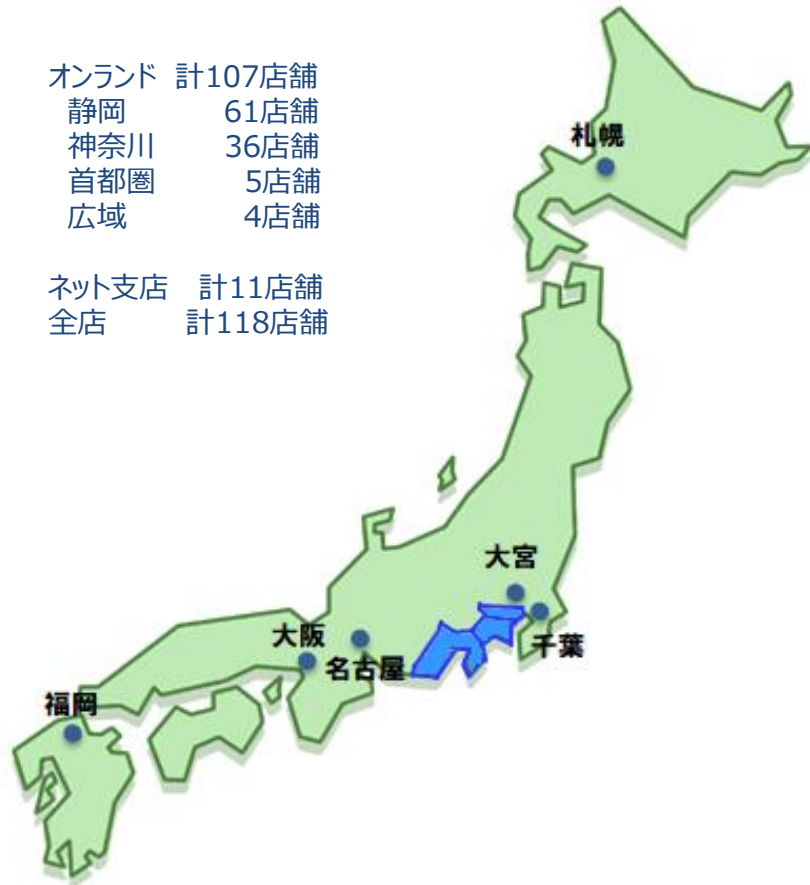 オンランド 計107店舗
静岡 61店舗
神奈川 36店舗
首都圏 5店舗
広域 4店舗
ネット支店 計11店舗
全店 計118店舗
札幌
大宮
千葉
大阪
名古屋
福岡